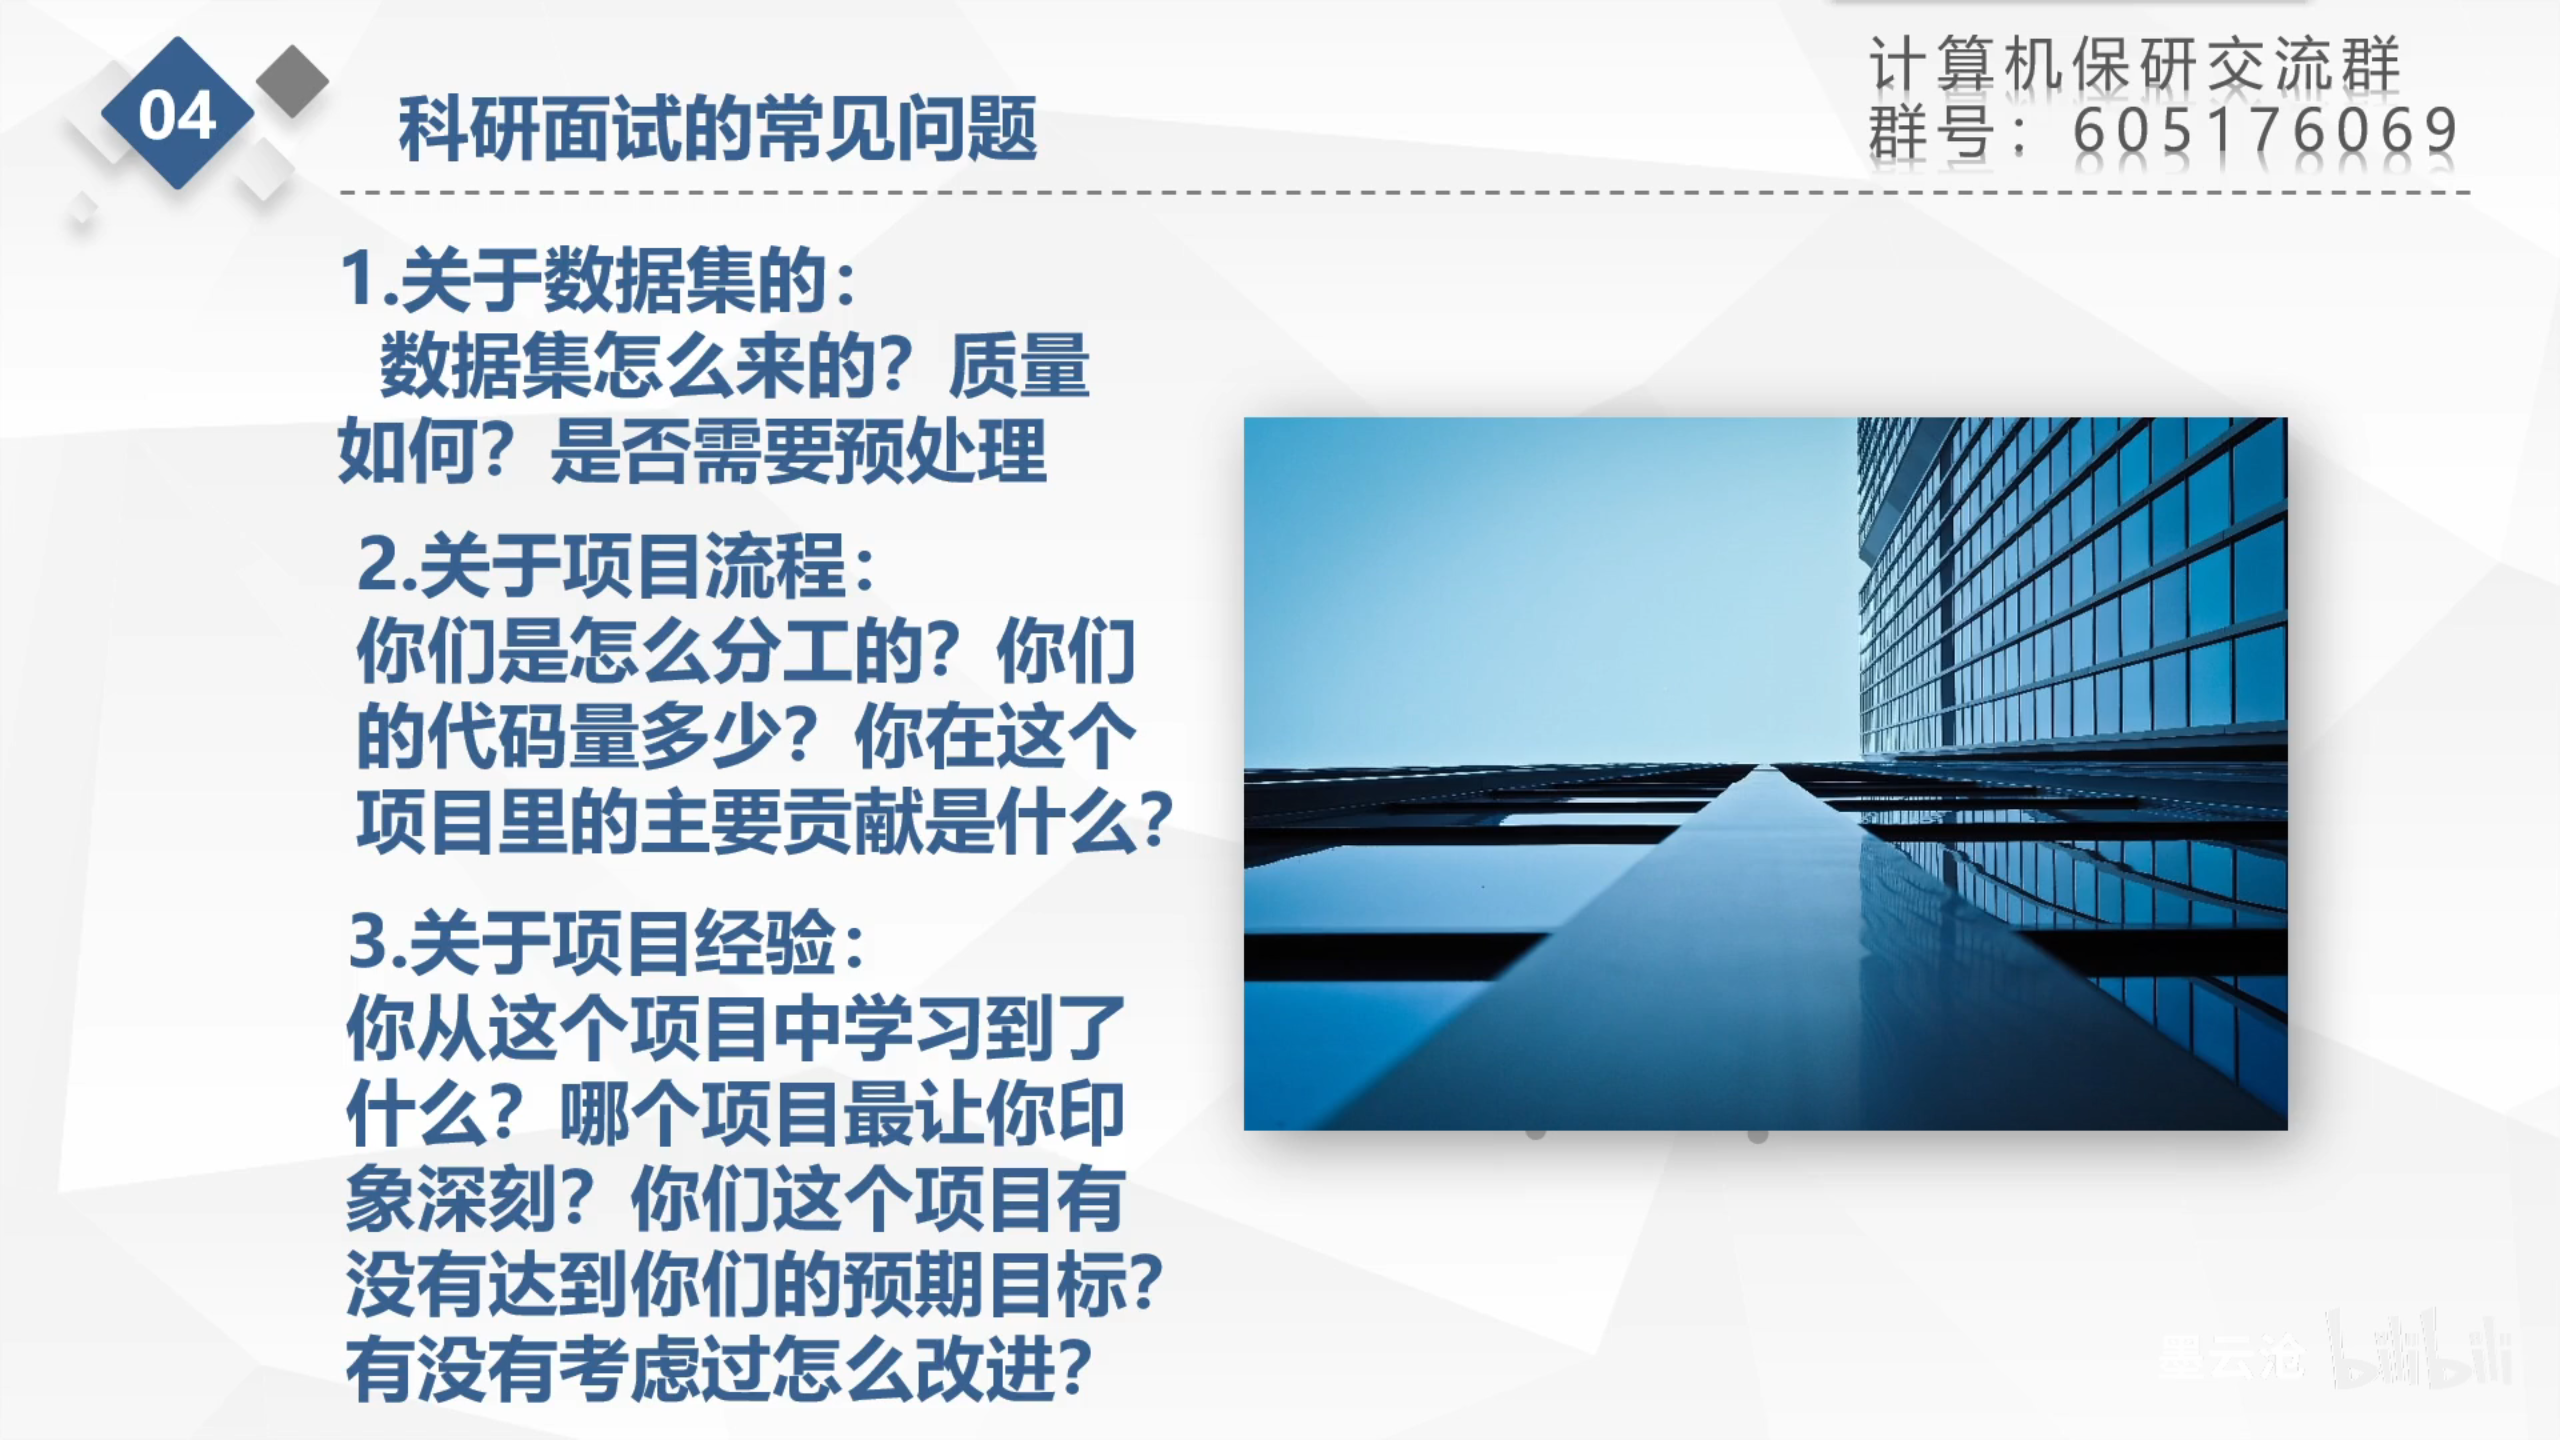 04
科研面试的常见问题
计算机保研交流群
群号：605176069
1.关于数据集的：
数据集怎么来的？质量
如何？是否需要预处理
2.关于项目流程：
你们是怎么分工的？你们
的代码量多少？你在这个
项目里的主要贡献是什么？
3.关于项目经验：
你从这个项目中学习到了
什么？哪个项目最让你印
象深刻？你们这个项目有
没有达到你们的预期目标？
有没有考虑过怎么改进？
墨云沧 bilibili